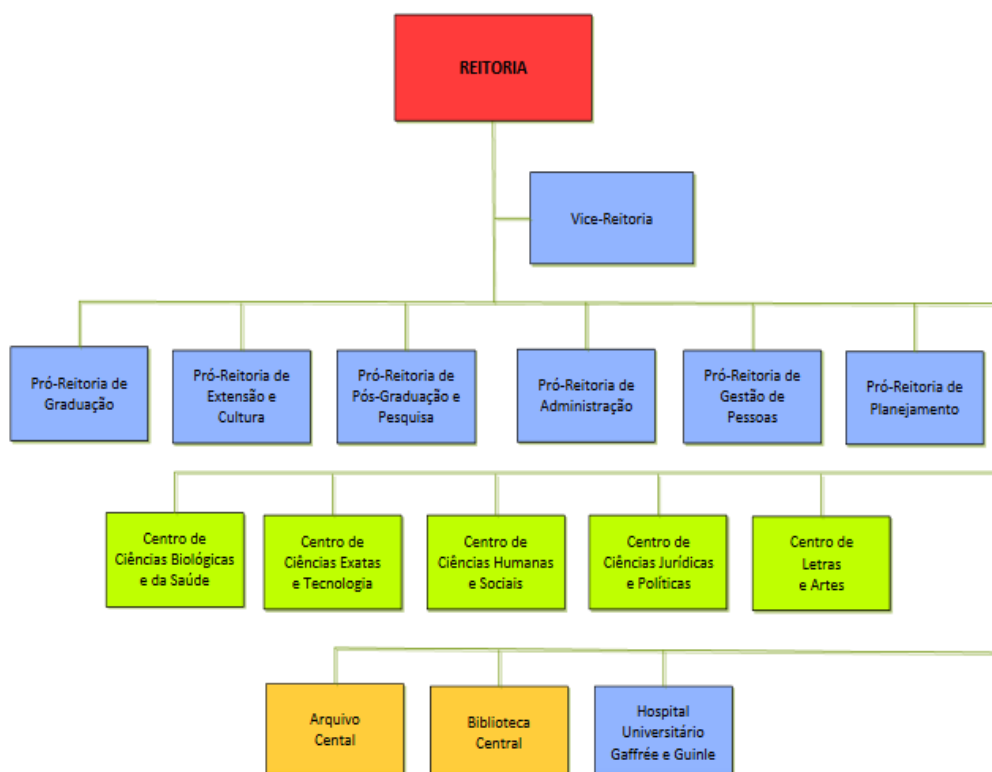 REITORIA
Vice-Reitoria
Pró-Reitoria de
Graduação
Pró-Reitoria de
Extensão e
Cultura
Pró-Reitoria de
Pós-Graduação e
Pesquisa
Pró-Reitoria de
Administração
Pró-Reitoria de
Gestão de
Pessoas
Pró-Reitoria de
Planejamento
Centro de
Ciências Biológicas
e da Saúde
Centro de
Ciências Exatas
e Tecnologia
Centro de
Ciências Humanas
e Sociais
Centro de
Ciências Jurídicas
e Políticas
Centro de
Letras
e Artes
Arquivo
Cental
Biblioteca
Central
Hospital
Universitário
Gaffrée e Guinle